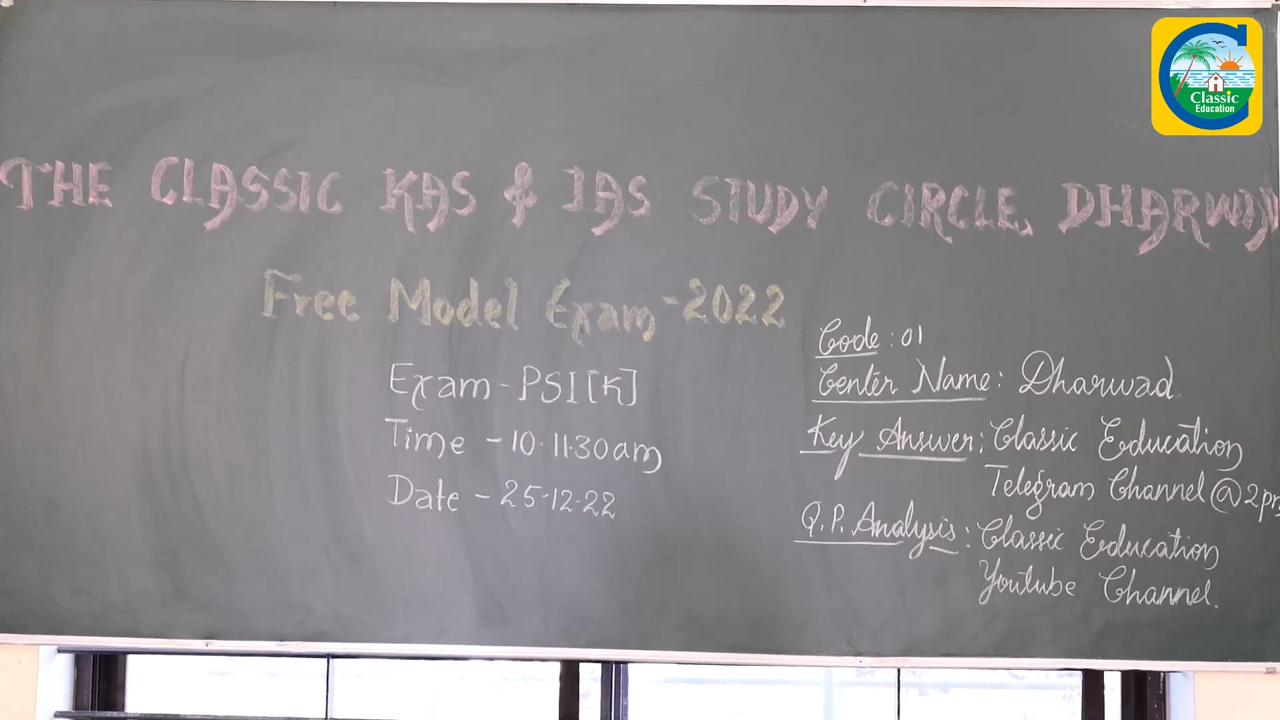 Classic
Education
THE CLASSIC KAS & IAS STUDY CIRCLE, DHARWAD
Free Model Exam-2022
Exam - PSI[K]
Time - 10.11.30am
Date - 25-12-22
Code : 01
Center Name: Dharwad
Key Answer: Classic Education
Telegram Channel @ 2pm
Q.P. Analysis: Classic Education
Youtube Channel.